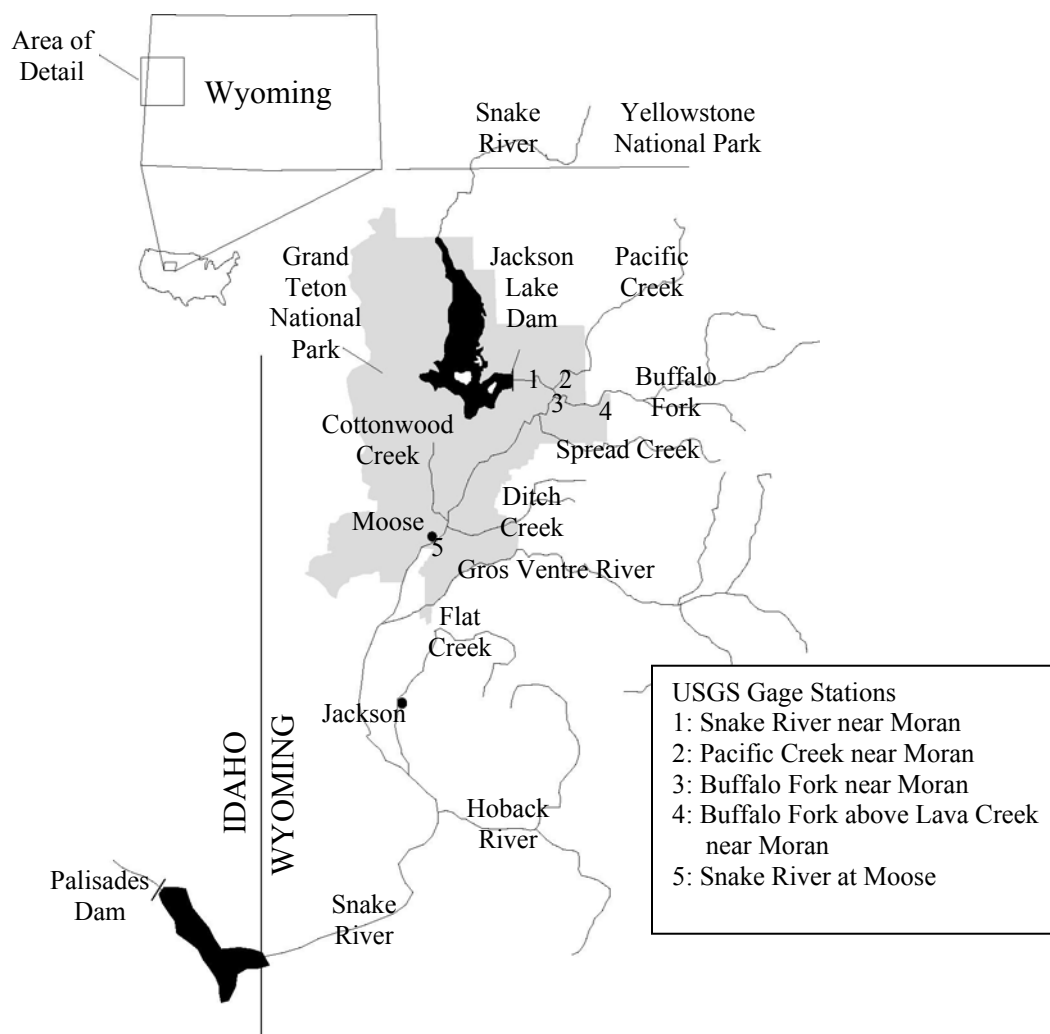 Area of
Detail
Wyoming
Snake
River
Yellowstone
National Park
Grand
Teton
National
Park
Jackson
Lake
Dam
Pacific
Creek
1
2
3
4
Buffalo
Fork
Cottonwood
Creek
Spread Creek
Ditch
Creek
Moose
5
Gros Ventre River
Flat
Creek
Jackson
IDAHO
WYOMING
Hoback
River
Palisades
Dam
Snake
River
USGS Gage Stations
1: Snake River near Moran
2: Pacific Creek near Moran
3: Buffalo Fork near Moran
4: Buffalo Fork above Lava Creek
near Moran
5: Snake River at Moose